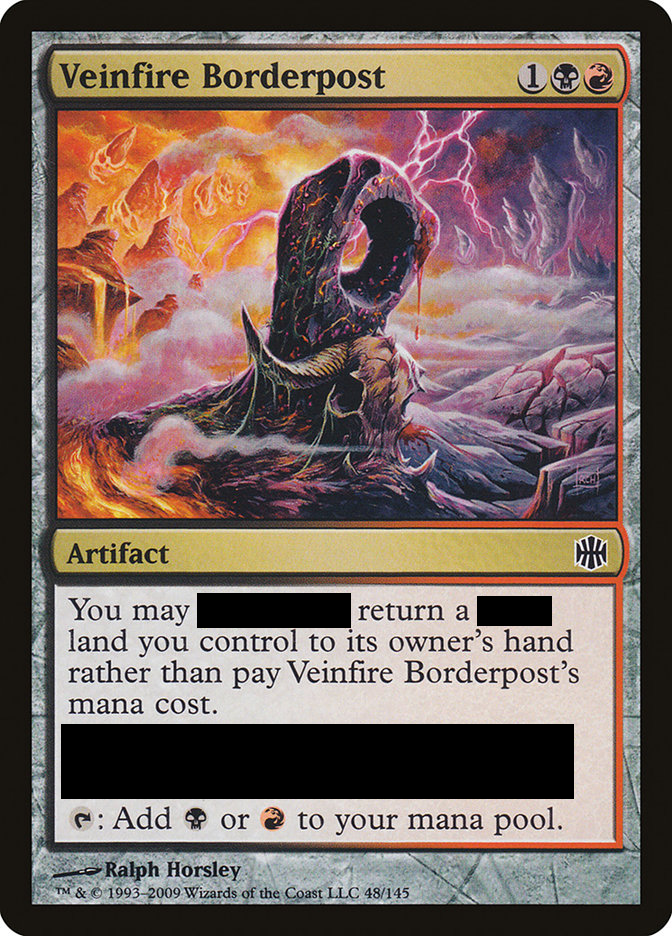 Veinfire Borderpost 1
Artifact
You may return a
land you control to its owner's hand
rather than pay Veinfire Borderpost's
mana cost.
: Add or to your mana pool.
Ralph Horsley
™ & © 1993–2009 Wizards of the Coast LLC 48/145